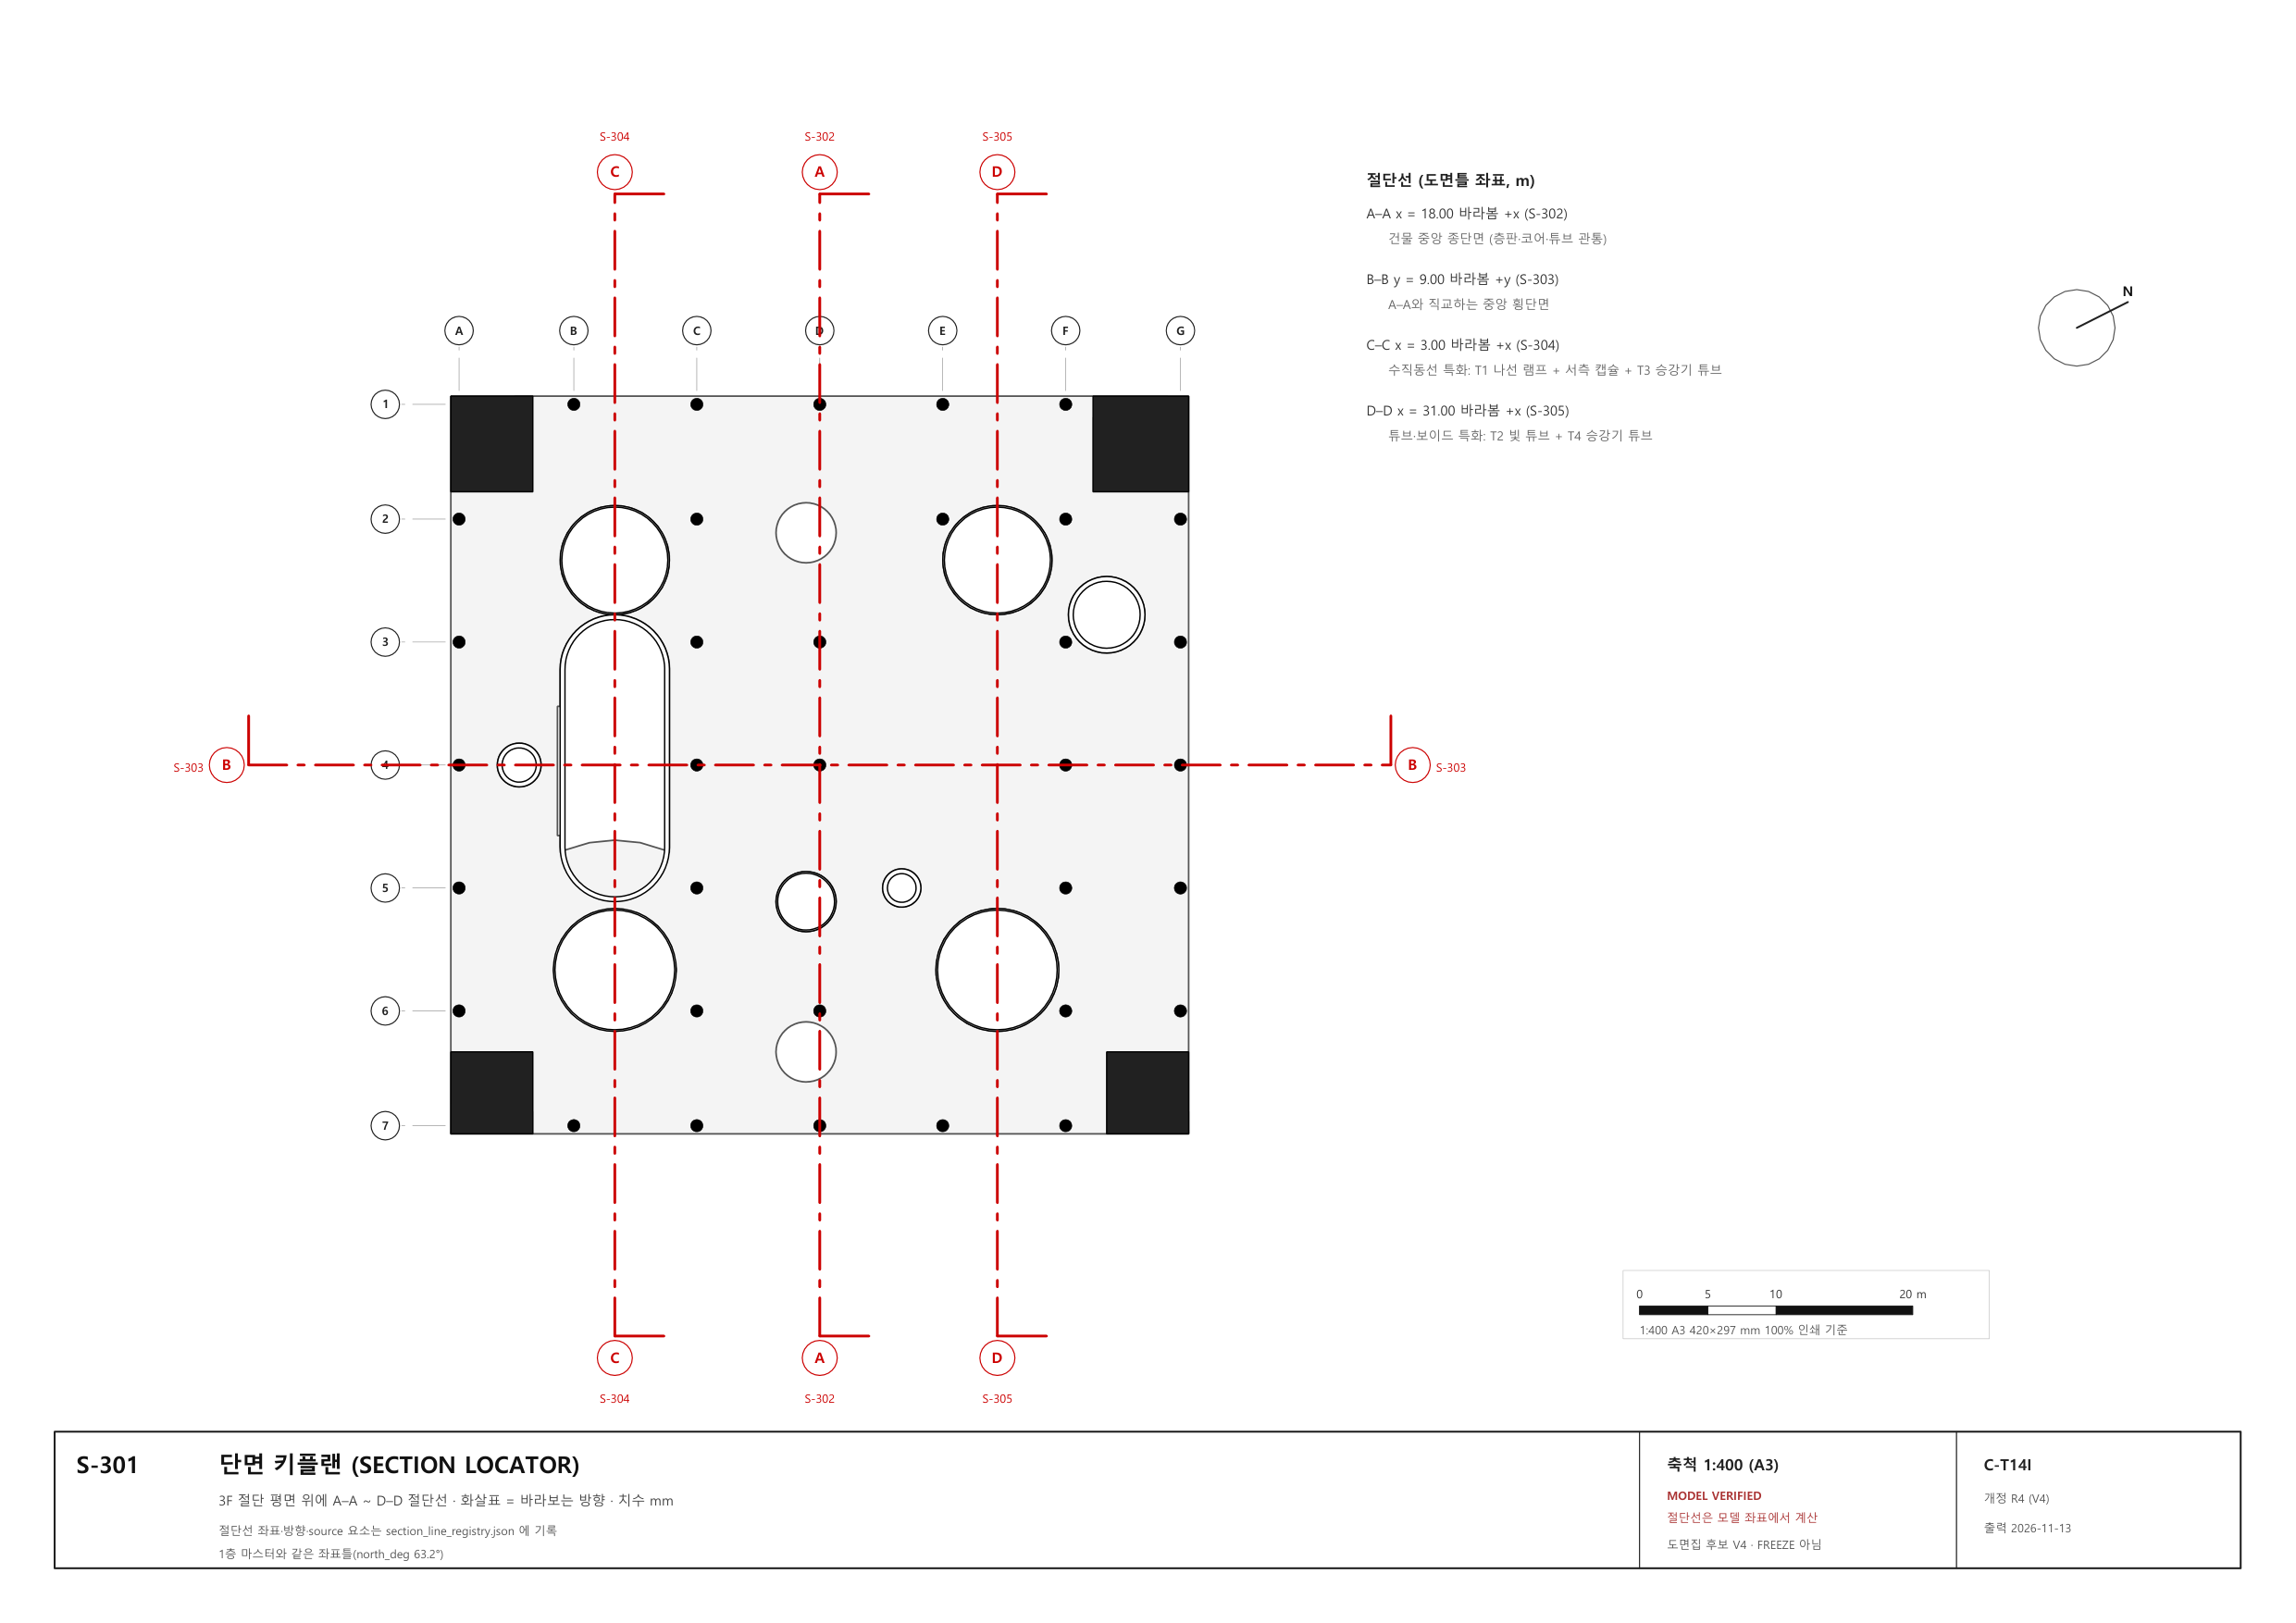 S-304
S-302
S-305
C
A
D
절단선 (도면틀 좌표, m)
A–A x = 18.00 바라봄 +x (S-302)
건물 중앙 종단면 (층판·코어·튜브 관통)
B–B y = 9.00 바라봄 +y (S-303)
A–A와 직교하는 중앙 횡단면
C–C x = 3.00 바라봄 +x (S-304)
수직동선 특화: T1 나선 램프 + 서측 캡슐 + T3 승강기 튜브
D–D x = 31.00 바라봄 +x (S-305)
튜브·보이드 특화: T2 빛 튜브 + T4 승강기 튜브
N
A
B
C
D
E
F
G
1
2
3
4
5
6
7
S-303
B
B
S-303
0 5 10 20 m
1:400 A3 420×297 mm 100% 인쇄 기준
C
A
D
S-304
S-302
S-305
S-301
단면 키플랜 (SECTION LOCATOR)
3F 절단 평면 위에 A–A ~ D–D 절단선 · 화살표 = 바라보는 방향 · 치수 mm
절단선 좌표·방향·source 요소는 section_line_registry.json 에 기록
1층 마스터와 같은 좌표틀(north_deg 63.2°)
축척 1:400 (A3)
MODEL VERIFIED
절단선은 모델 좌표에서 계산
도면집 후보 V4 · FREEZE 아님
C-T14I
개정 R4 (V4)
출력 2026-11-13